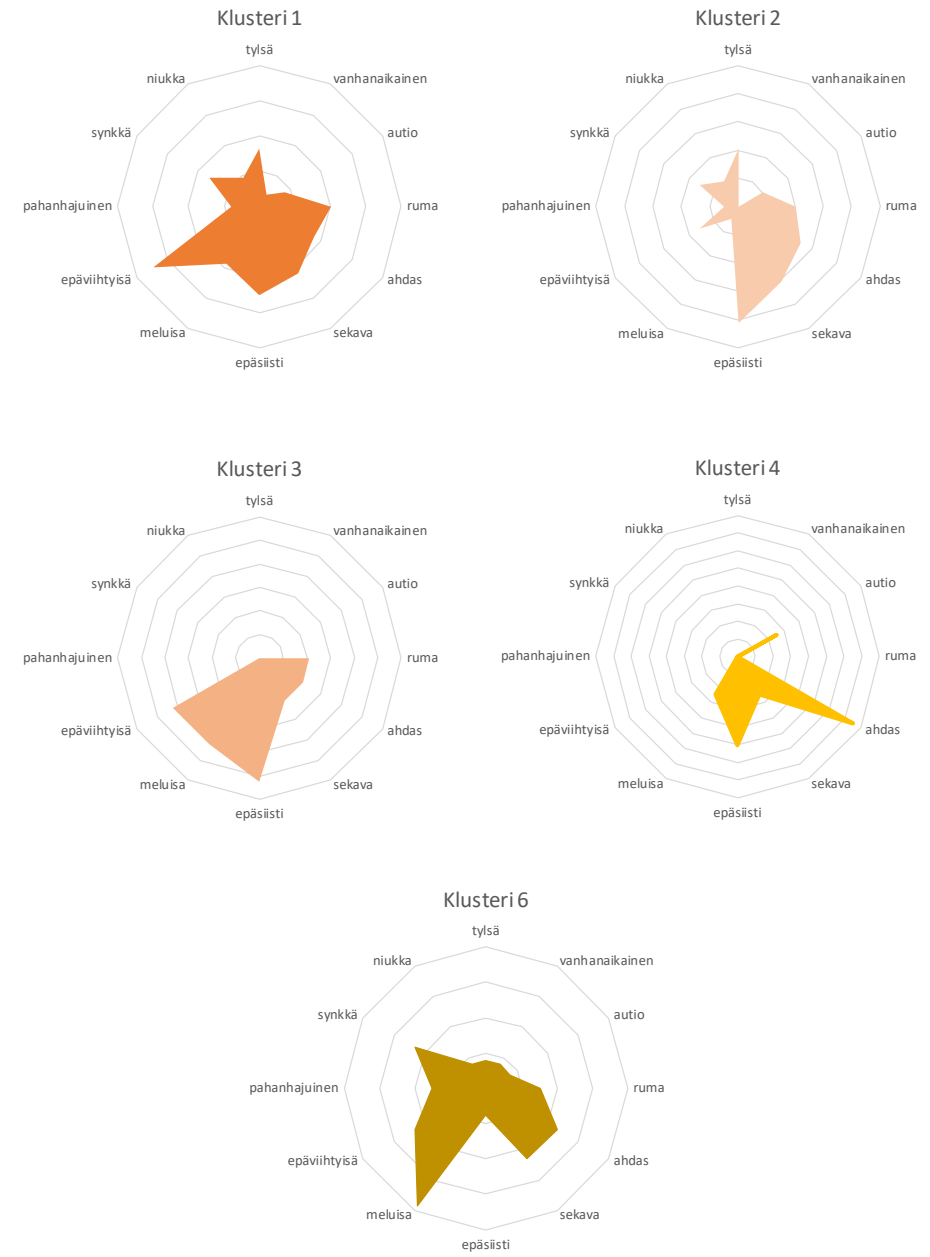 Klusteri 1
tylsä
vanhanaikainen
autio
ruma
ahdas
sekava
epäsiisti
meluisa
epäviihtyisä
pahanhajuinen
synkkä
niukka
Klusteri 2
tylsä
vanhanaikainen
autio
ruma
ahdas
sekava
epäsiisti
meluisa
epäviihtyisä
pahanhajuinen
synkkä
niukka
Klusteri 3
tylsä
vanhanaikainen
autio
ruma
ahdas
sekava
epäsiisti
meluisa
epäviihtyisä
pahanhajuinen
synkkä
niukka
Klusteri 4
tylsä
vanhanaikainen
autio
ruma
ahdas
sekava
epäsiisti
meluisa
epäviihtyisä
pahanhajuinen
synkkä
niukka
Klusteri 6
tylsä
vanhanaikainen
autio
ruma
ahdas
sekava
epäsiisti
meluisa
epäviihtyisä
pahanhajuinen
synkkä
niukka